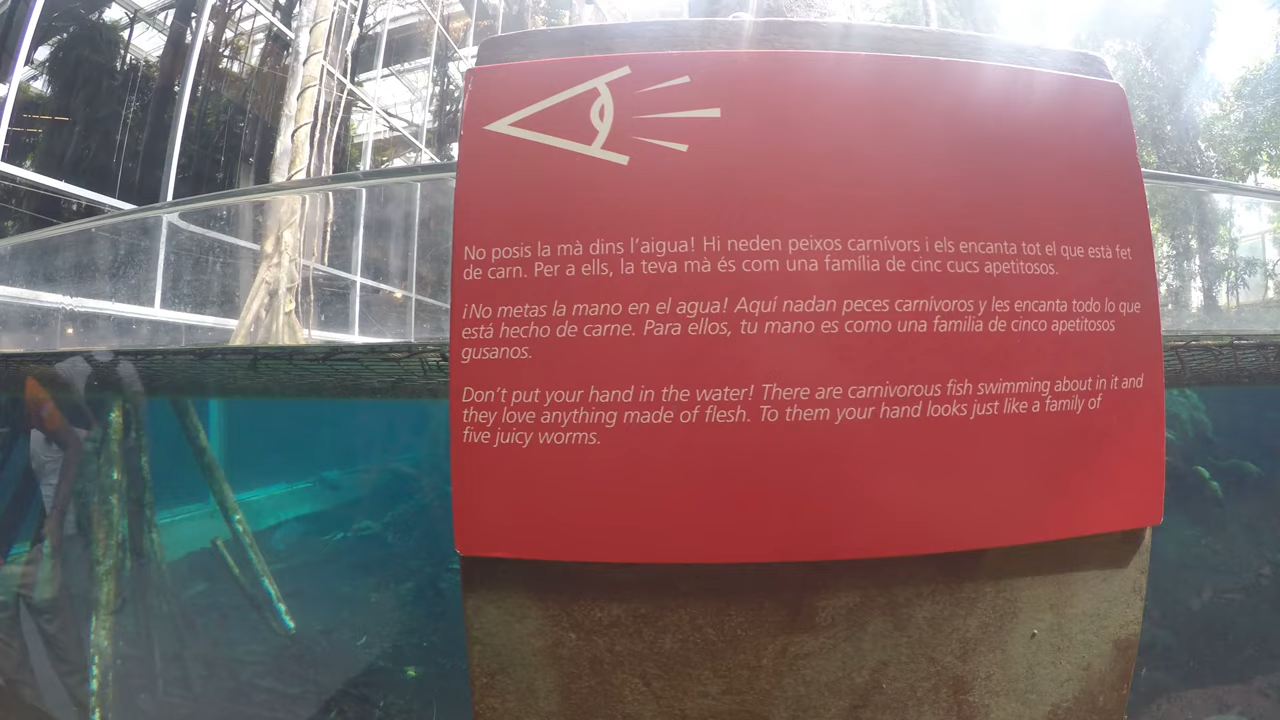 No posis la mà dins l'aigua! Hi neden peixos carnívors i els encanta tot el que està fet
de carn. Per a ells, la teva mà és com una família de cinc cucs apetitosos.
¡No metas la mano en el agua! Aquí nadan peces carnívoros y les encanta todo lo que
está hecho de carne. Para ellos, tu mano es como una familia de cinco apetitosos
gusanos.
Don't put your hand in the water! There are carnivorous fish swimming about in it and
they love anything made of flesh. To them your hand looks just like a family of
five juicy worms.